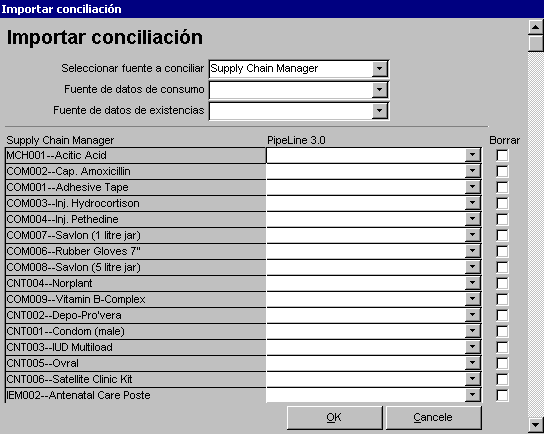 Importar conciliación
Importar conciliación
Seleccionar fuente a conciliar Supply Chain Manager
Fuente de datos de consumo
Fuente de datos de existencias
Supply Chain Manager PipeLine 3.0 Borrar
MCH001--Acitic Acid
COM002--Cap. Amoxicillin
COM001--Adhesive Tape
COM003--Inj. Hydrocortison
COM004--Inj. Pethedine
COM007--Savlon (1 litre jar)
COM006--Rubber Gloves 7"
COM008--Savlon (5 litre jar)
CNT004--Norplant
COM009--Vitamin B-Complex
CNT002--Depo-Pro'vera
CNT001--Condom (male)
CNT003--IUD Multiload
CNT005--Ovral
CNT006--Satellite Clinic Kit
IEM002--Antenatal Care Poste
OK Cancele